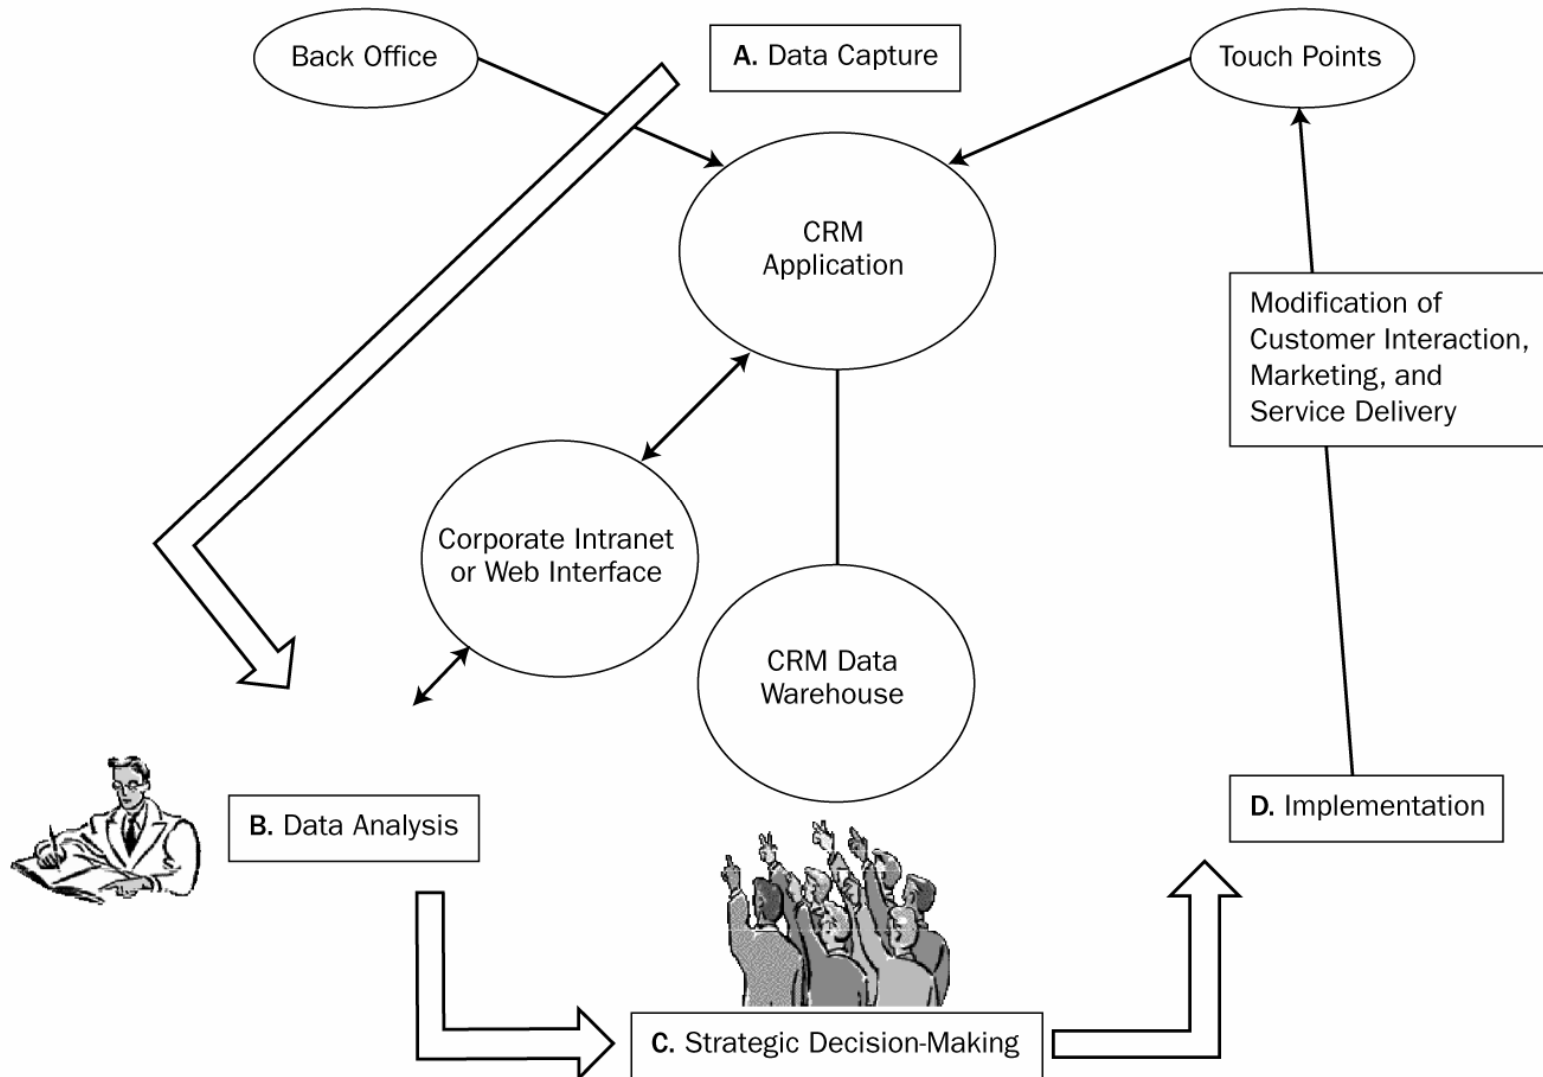 Back Office
A. Data Capture
Touch Points
CRM
Application
Modification of
Customer Interaction,
Marketing, and
Service Delivery
Corporate Intranet
or Web Interface
CRM Data
Warehouse
B. Data Analysis
D. Implementation
C. Strategic Decision-Making